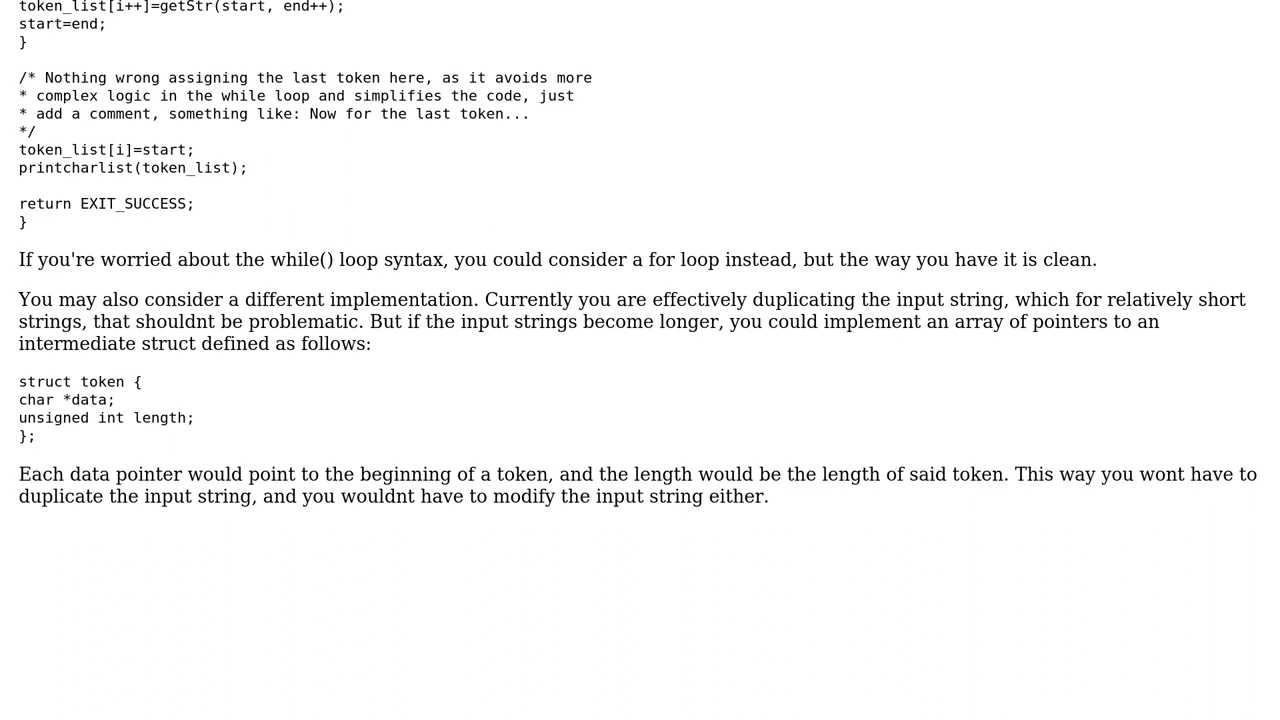 token_list[i++]=getStr(start, end++);
start=end;
}
/* Nothing wrong assigning the last token here, as it avoids more
* complex logic in the while loop and simplifies the code, just
* add a comment, something like: Now for the last token...
*/
token_list[i]=start;
printcharlist(token_list);
return EXIT_SUCCESS;
}
If you're worried about the while() loop syntax, you could consider a for loop instead, but the way you have it is clean.
You may also consider a different implementation. Currently you are effectively duplicating the input string, which for relatively short
strings, that shouldnt be problematic. But if the input strings become longer, you could implement an array of pointers to an
intermediate struct defined as follows:
struct token {
char *data;
unsigned int length;
};
Each data pointer would point to the beginning of a token, and the length would be the length of said token. This way you wont have to
duplicate the input string, and you wouldnt have to modify the input string either.